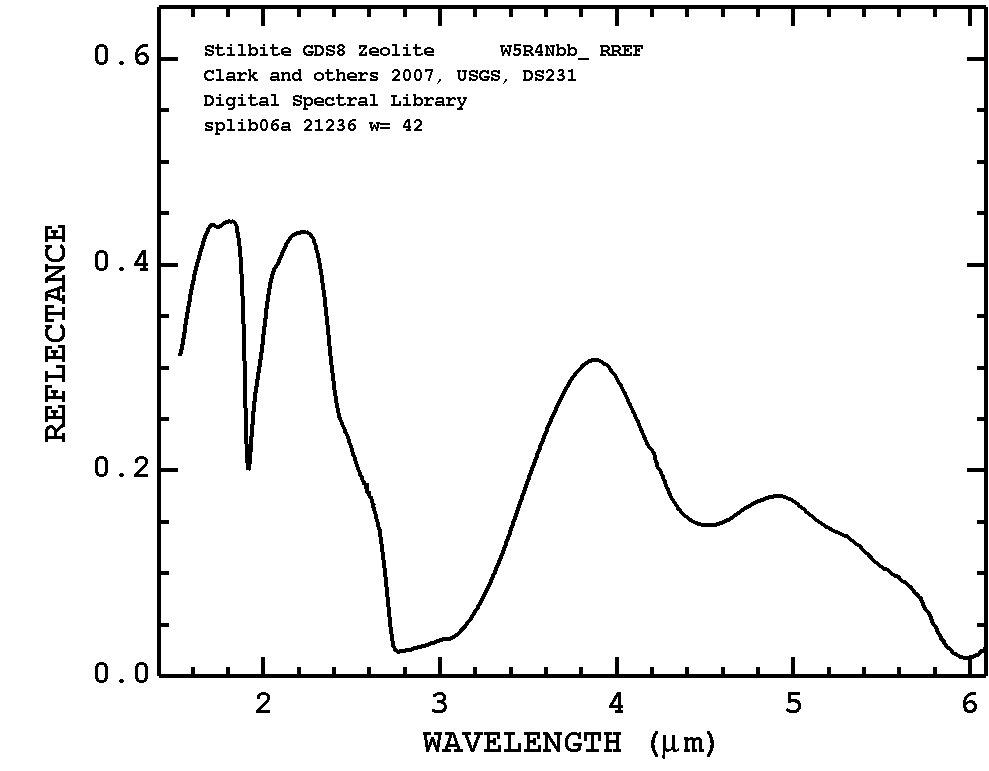 Stilbite GDS8 Zeolite W5R4Nbb_ RREF
Clark and others 2007, USGS, DS231
Digital Spectral Library
splib06a 21236 w= 42
0.6
0.4
0.2
0.0
REFLECTANCE
2 3 4 5 6
WAVELENGTH (μm)